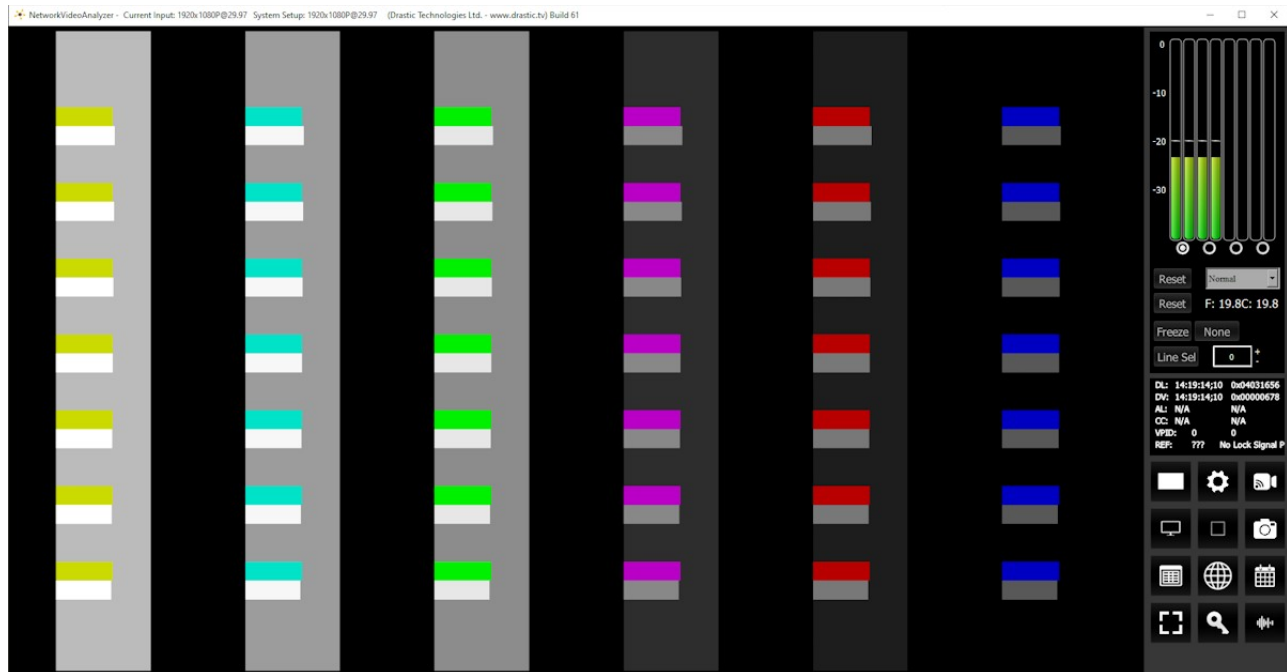 NetworkVideoAnalyzer - Current Input: 1920x1080P@29.97 System Setup: 1920x1080P@29.97 (Drastic Technologies Ltd. - www.drastic.tv) Build 61
0
-10
-20
-30
Reset Normal
Reset F: 19.8C: 19.8
Freeze None
Line Sel 0 + -
DL: 14:19:14;10 0x04031656
DV: 14:19:14;10 0x00000678
AL: N/A N/A
CC: N/A N/A
VPID: 0 0
REF: ??? No Lock Signal P